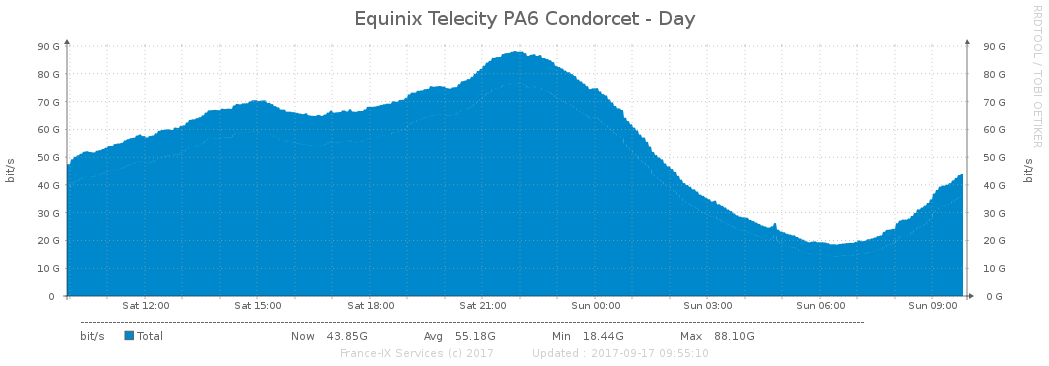 Equinix Telecity PA6 Condorcet - Day
RRDTOOL / TOBI OETIKER
90 G 90 G
80 G 80 G
70 G 70 G
60 G 60 G
50 G 50 G
40 G 40 G
30 G 30 G
20 G 20 G
10 G 10 G
0 0 G
bit/s bit/s
Sat 12:00 Sat 15:00 Sat 18:00 Sat 21:00 Sun 00:00 Sun 03:00 Sun 06:00 Sun 09:00
bit/s Total Now 43.85G Avg 55.18G Min 18.44G Max 88.10G
France-IX Services (c) 2017 Updated : 2017-09-17 09:55:10